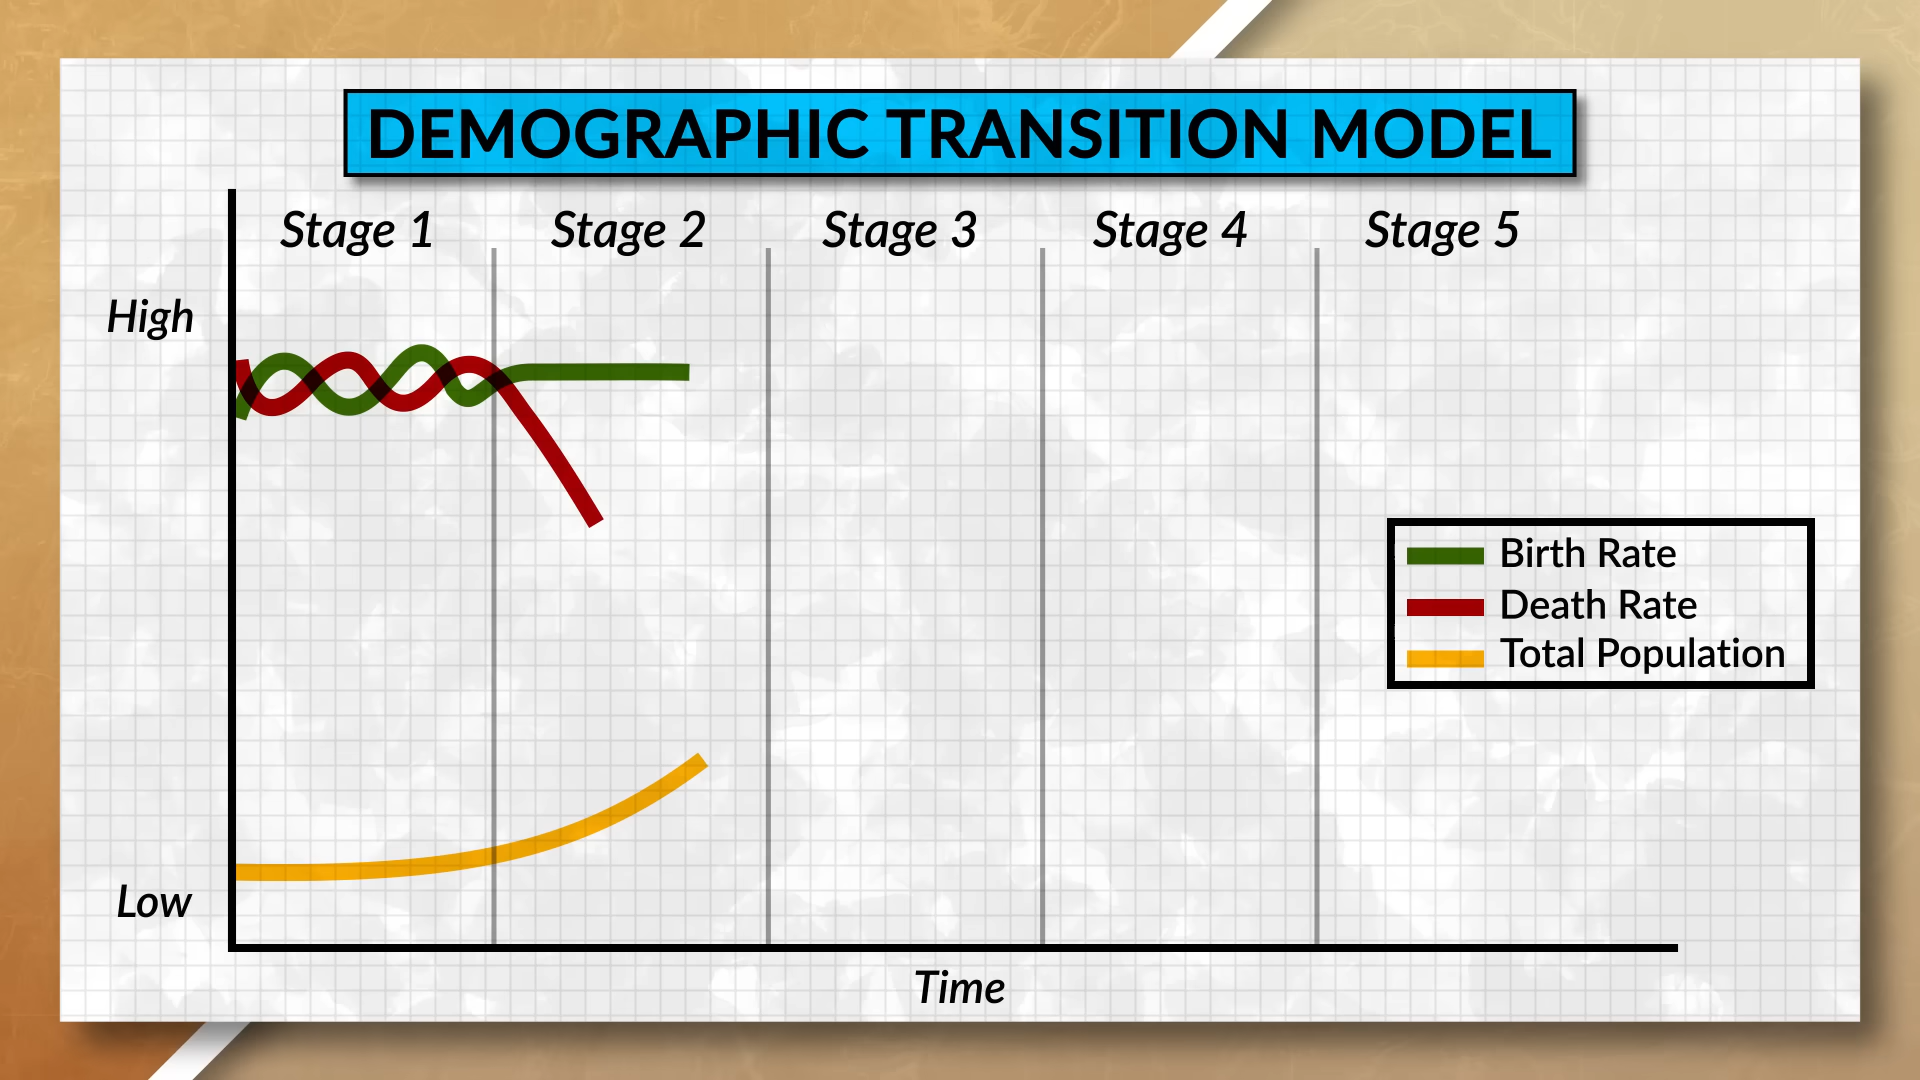 DEMOGRAPHIC TRANSITION MODEL
Stage 1
Stage 2
Stage 3
Stage 4
Stage 5
High
Birth Rate
Death Rate
Total Population
Low
Time